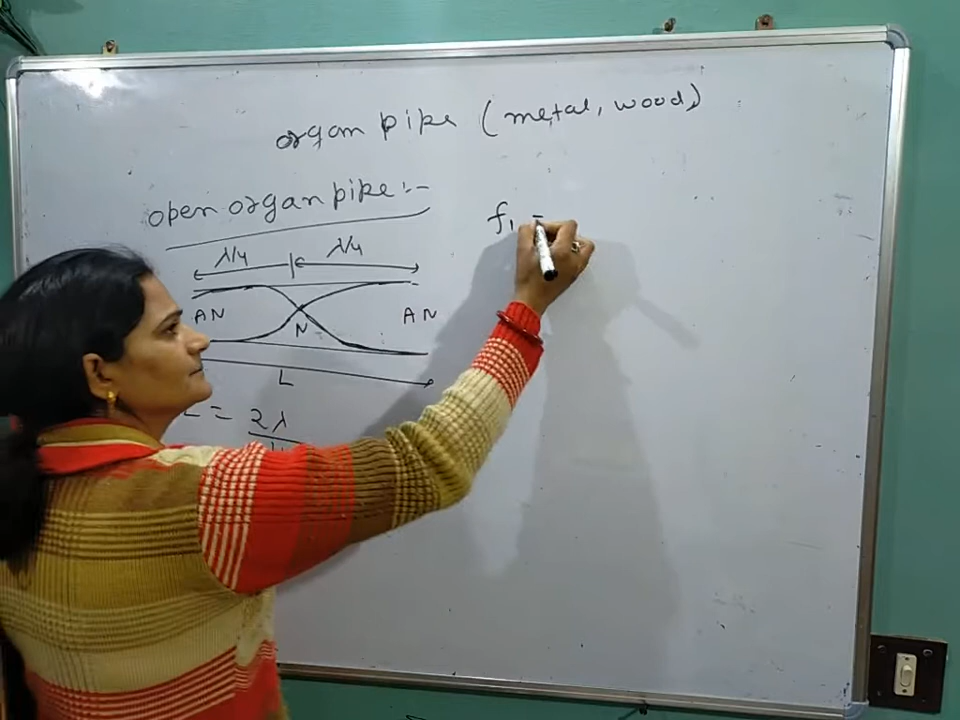 organ pipe (metal, wood)
open organ pipe :-
λ/4 λ/4
AN N AN
L
L = 2λ
f₁ =